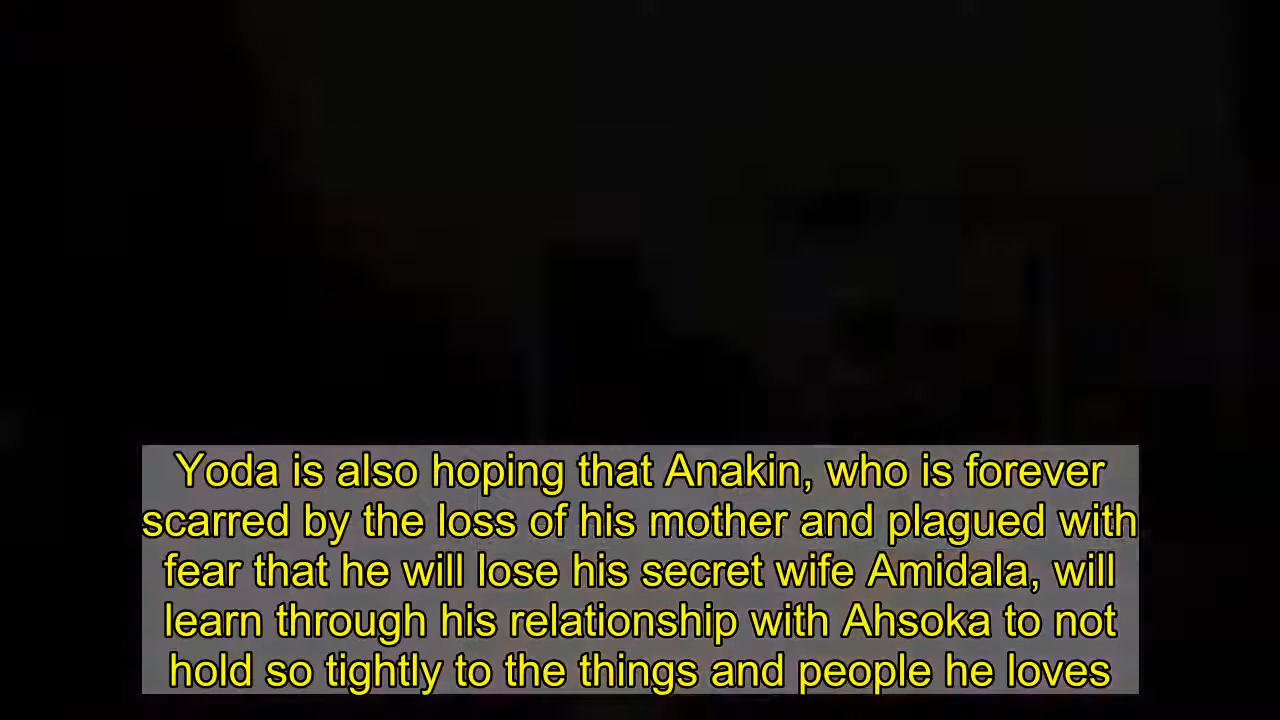 Yoda is also hoping that Anakin, who is forever
scarred by the loss of his mother and plagued with
fear that he will lose his secret wife Amidala, will
learn through his relationship with Ahsoka to not
hold so tightly to the things and people he loves